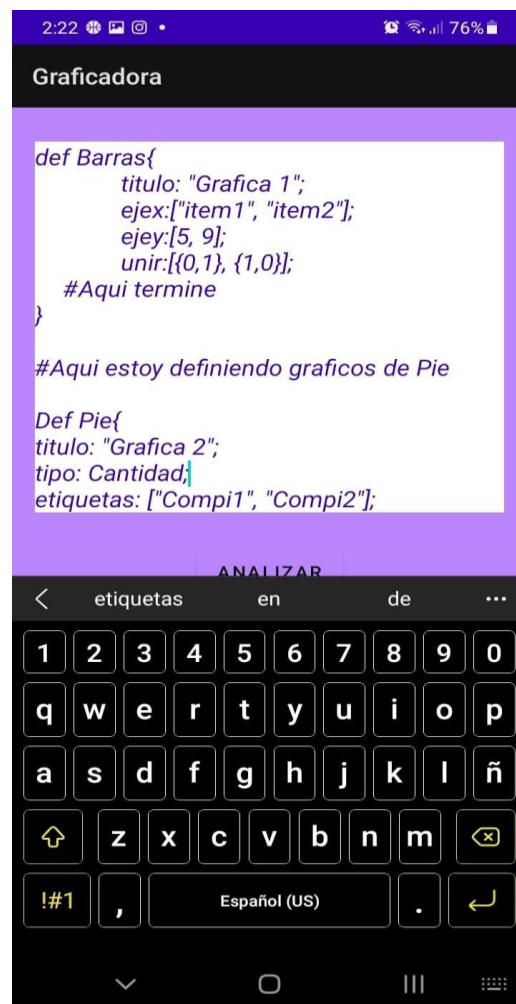 2:22
76%
Graficadora
def Barras{
titulo: "Grafica 1";
ejex:["item1", "item2"];
ejey:[5, 9];
unir:[{0,1}, {1,0}];
#Aqui termine
}
#Aqui estoy definiendo graficos de Pie
Def Pie{
titulo: "Grafica 2";
tipo: Cantidad;
etiquetas: ["Compi1", "Compi2"];
ANALIZAR
etiquetas en de
1 2 3 4 5 6 7 8 9 0
q w e r t y u i o p
a s d f g h j k l ñ
z x c v b n m
!#1 , Español (US) .